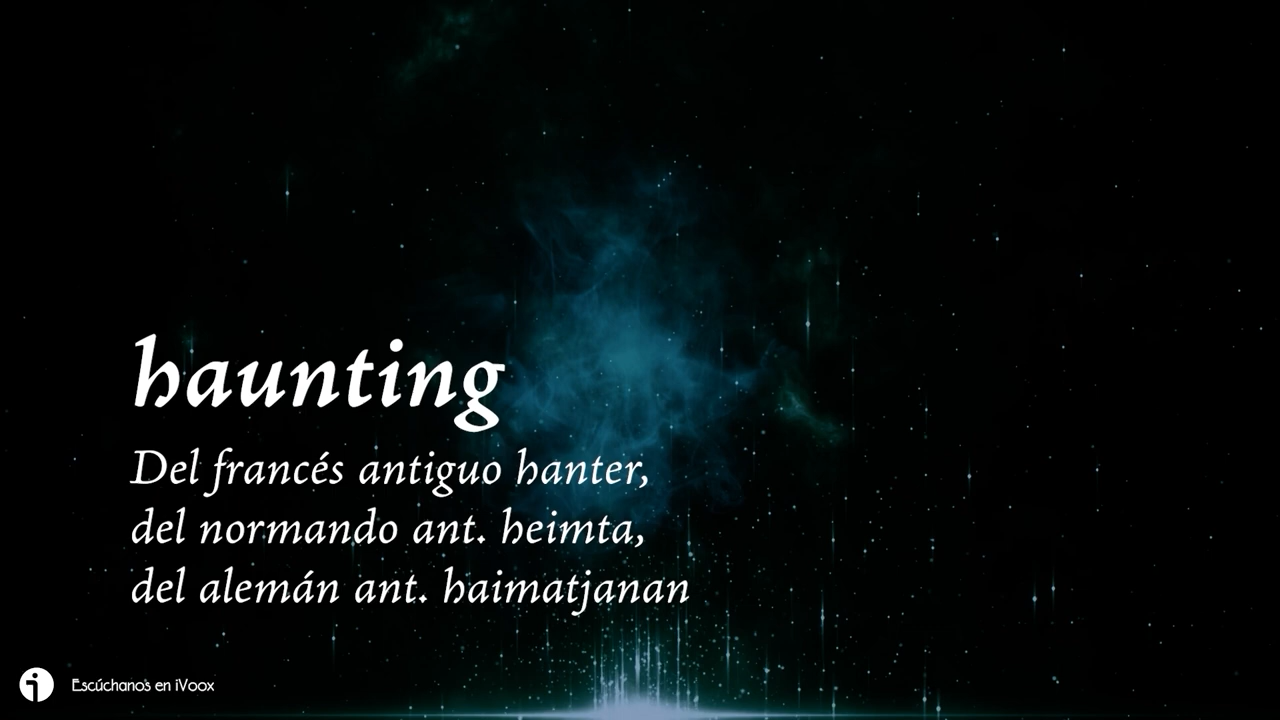 haunting
Del francés antiguo hanter,
del normando ant. heimta,
del alemán ant. haimatjanan
Escúchanos en iVoox